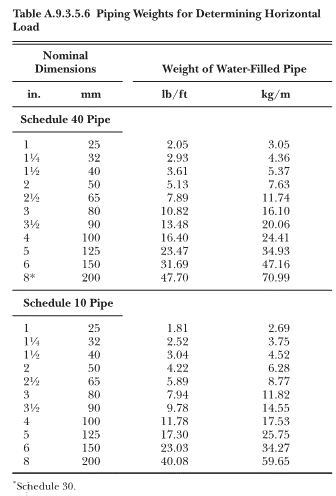 Table A.9.3.5.6 Piping Weights for Determining Horizontal
Load
Nominal
Dimensions Weight of Water-Filled Pipe
in. mm lb/ft kg/m
Schedule 40 Pipe
1 25 2.05 3.05
1¼ 32 2.93 4.36
1½ 40 3.61 5.37
2 50 5.13 7.63
2½ 65 7.89 11.74
3 80 10.82 16.10
3½ 90 13.48 20.06
4 100 16.40 24.41
5 125 23.47 34.93
6 150 31.69 47.16
8* 200 47.70 70.99
Schedule 10 Pipe
1 25 1.81 2.69
1¼ 32 2.52 3.75
1½ 40 3.04 4.52
2 50 4.22 6.28
2½ 65 5.89 8.77
3 80 7.94 11.82
3½ 90 9.78 14.55
4 100 11.78 17.53
5 125 17.30 25.75
6 150 23.03 34.27
8 200 40.08 59.65
*Schedule 30.